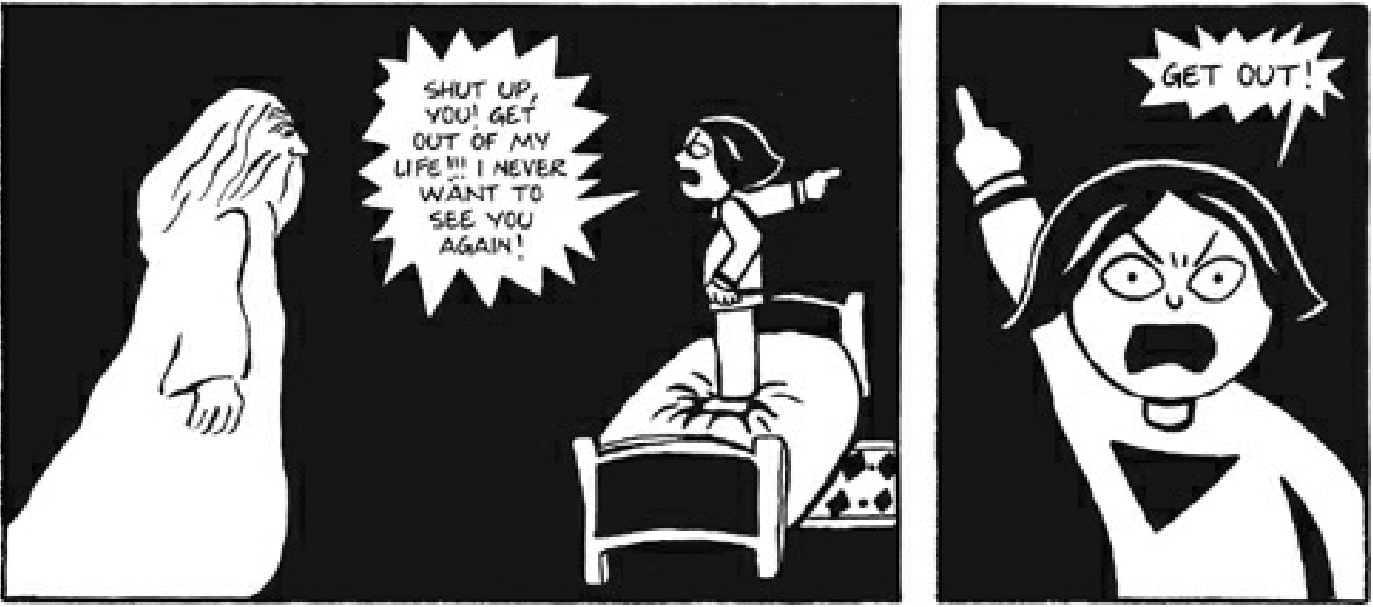 SHUT UP,
YOU! GET
OUT OF MY
LIFE!!! I NEVER
WANT TO
SEE YOU
AGAIN!
GET OUT!